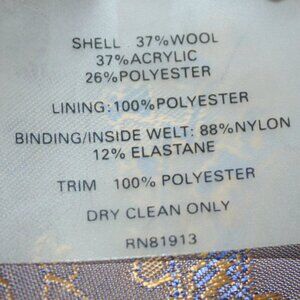 SHELL 37%WOOL
37%ACRYLIC
26%POLYESTER
LINING:100%POLYESTER
BINDING/INSIDE WELT: 88%NYLON
12% ELASTANE
TRIM 100% POLYESTER
DRY CLEAN ONLY
RN81913